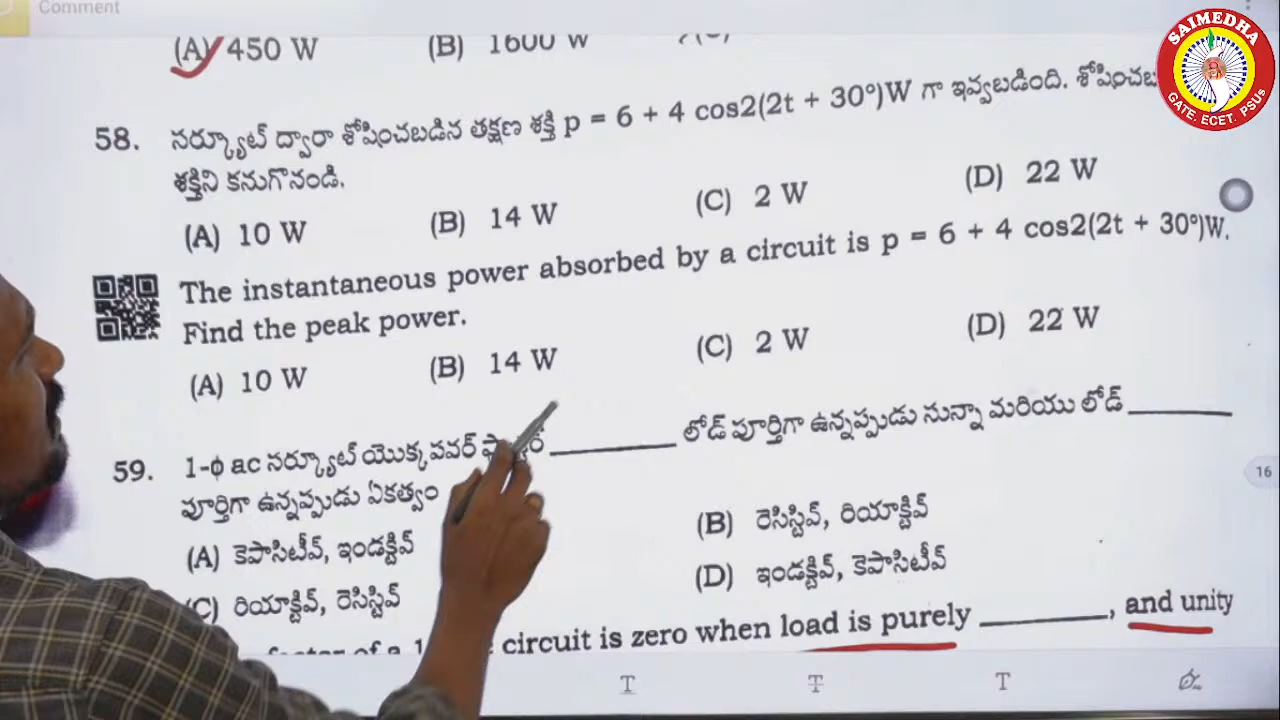 Comment
(A) 450 W (B) 1600 W
SAIMEDHA
GATE. ECET. PSUs
58. సర్క్యూట్ ద్వారా శోషించబడిన తక్షణ శక్తి p = 6 + 4 cos2(2t + 30°)W గా ఇవ్వబడింది.
శక్తిని కనుగొనండి.
(A) 10 W (B) 14 W (C) 2 W (D) 22 W
The instantaneous power absorbed by a circuit is p = 6 + 4 cos2(2t + 30°)W.
Find the peak power.
(A) 10 W (B) 14 W (C) 2 W (D) 22 W
59. 1-ϕ ac సర్క్యూట్ యొక్క పవర్ ______ లోడ్ పూర్తిగా ఉన్నప్పుడు సున్నా మరియు లోడ్ ______
పూర్తిగా ఉన్నప్పుడు ఏకత్వం
16
(A) కెపాసిటీవ్, ఇండక్టివ్ (B) రెసిస్టివ్, రియాక్టివ్
(C) రియాక్టివ్, రెసిస్టివ్ (D) ఇండక్టివ్, కెపాసిటీవ్
circuit is zero when load is purely ______, and unity